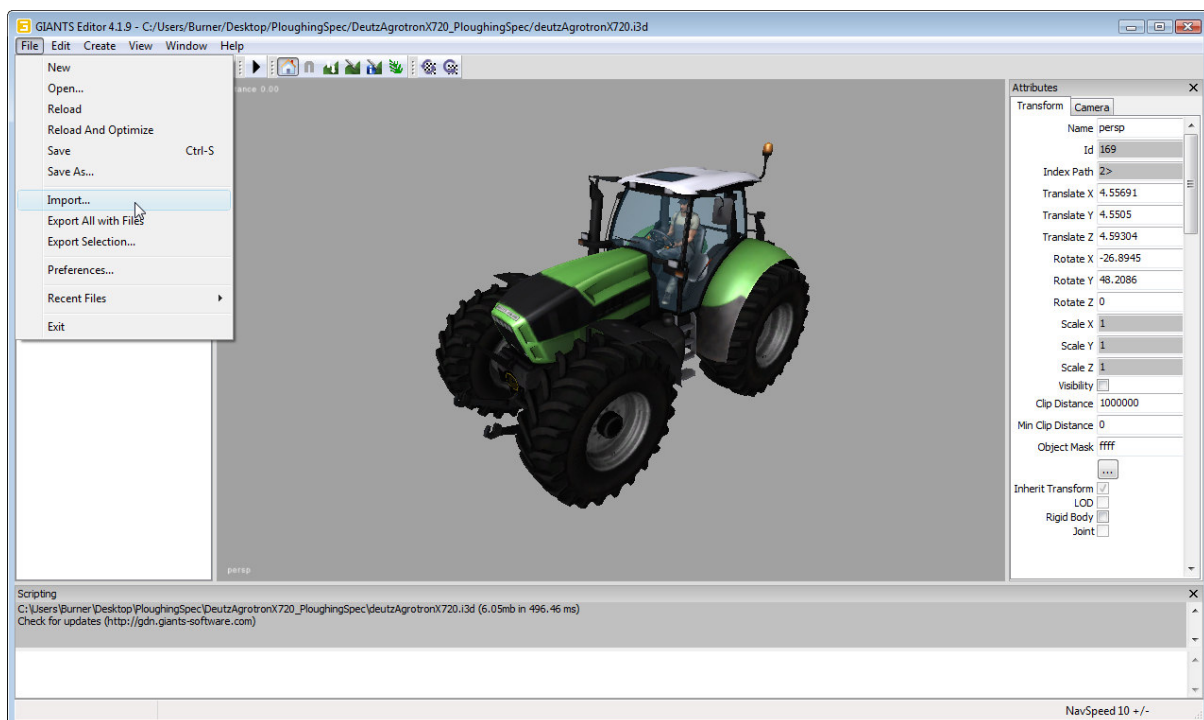 GIANTS Editor 4.1.9 - C:/Users/Burner/Desktop/PloughingSpec/DeutzAgrotronX720_PloughingSpec/deutzAgrotronX720.i3d
File Edit Create View Window Help
New
Open...
Reload
Reload And Optimize
Save Ctrl-S
Save As...
Import...
Export All with Files
Export Selection...
Preferences...
Recent Files
Exit
tance 0.00
persp
Attributes
Transform Camera
Name persp
Id 169
Index Path 2>
Translate X 4.55691
Translate Y 4.5505
Translate Z 4.59304
Rotate X -26.8945
Rotate Y 48.2086
Rotate Z 0
Scale X 1
Scale Y 1
Scale Z 1
Visibility
Clip Distance 1000000
Min Clip Distance 0
Object Mask ffff
...
Inherit Transform
LOD
Rigid Body
Joint
Scripting
C:\Users\Burner\Desktop\PloughingSpec\DeutzAgrotronX720_PloughingSpec\deutzAgrotronX720.i3d (6.05mb in 496.46 ms)
Check for updates (http://gdn.giants-software.com)
NavSpeed 10 +/-